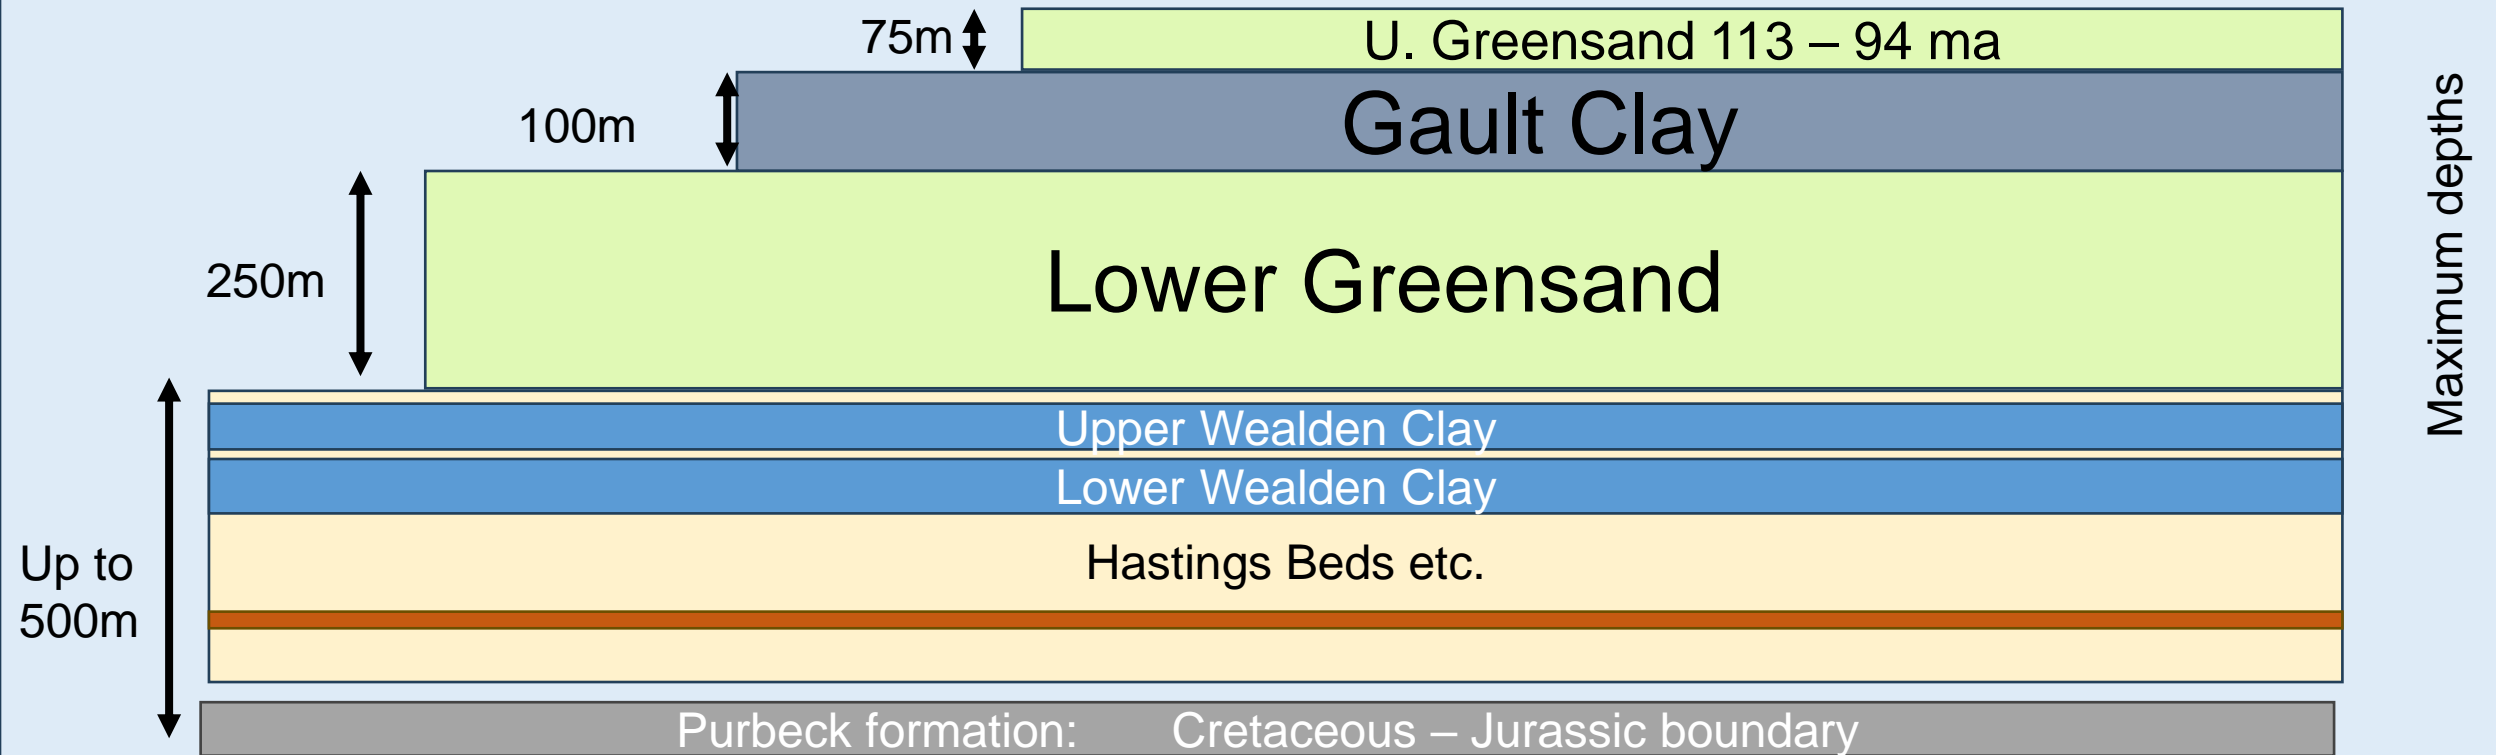 75m
U. Greensand 113 – 94 ma
100m
Gault Clay
Maximum depths
250m
Lower Greensand
Upper Wealden Clay
Lower Wealden Clay
Up to
500m
Hastings Beds etc.
Purbeck formation: Cretaceous – Jurassic boundary